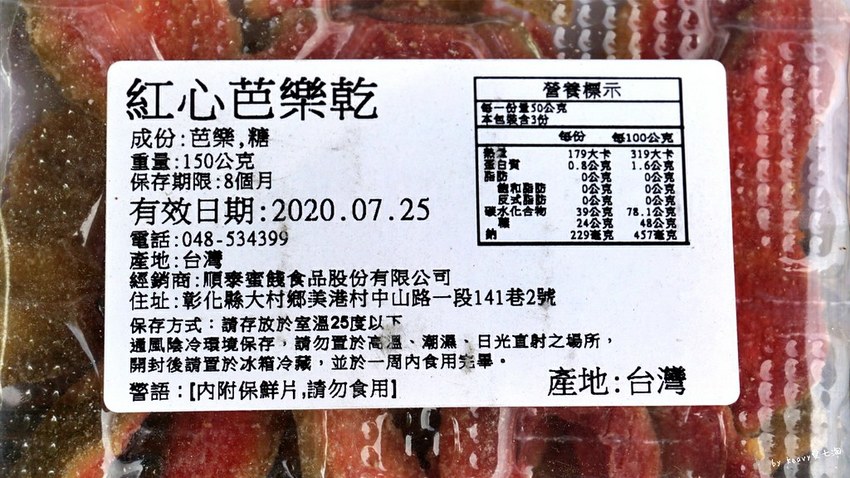 紅心芭樂乾
成份:芭樂,糖
重量:150公克
保存期限:8個月
有效日期:2020.07.25
電話:048-534399
產地:台灣
經銷商:順泰蜜餞食品股份有限公司
住址:彰化縣大村鄉美港村中山路一段141巷2號
保存方式:請存放於室溫25度以下
通風陰冷環境保存,請勿置於高溫、潮濕、日光直射之場所,
開封後請置於冰箱冷藏,並於一周內食用完畢。
警語:[內附保鮮片,請勿食用]
產地:台灣
營養標示
每一份量50公克
本包裝含3份
每份 每100公克
熱量 179大卡 319大卡
蛋白質 0.8公克 1.6公克
脂肪 0公克 0公克
飽和脂肪 0公克 0公克
反式脂肪 0公克 0公克
碳水化合物 39公克 78.1公克
糖 24公克 48公克
鈉 229毫克 457毫克
by